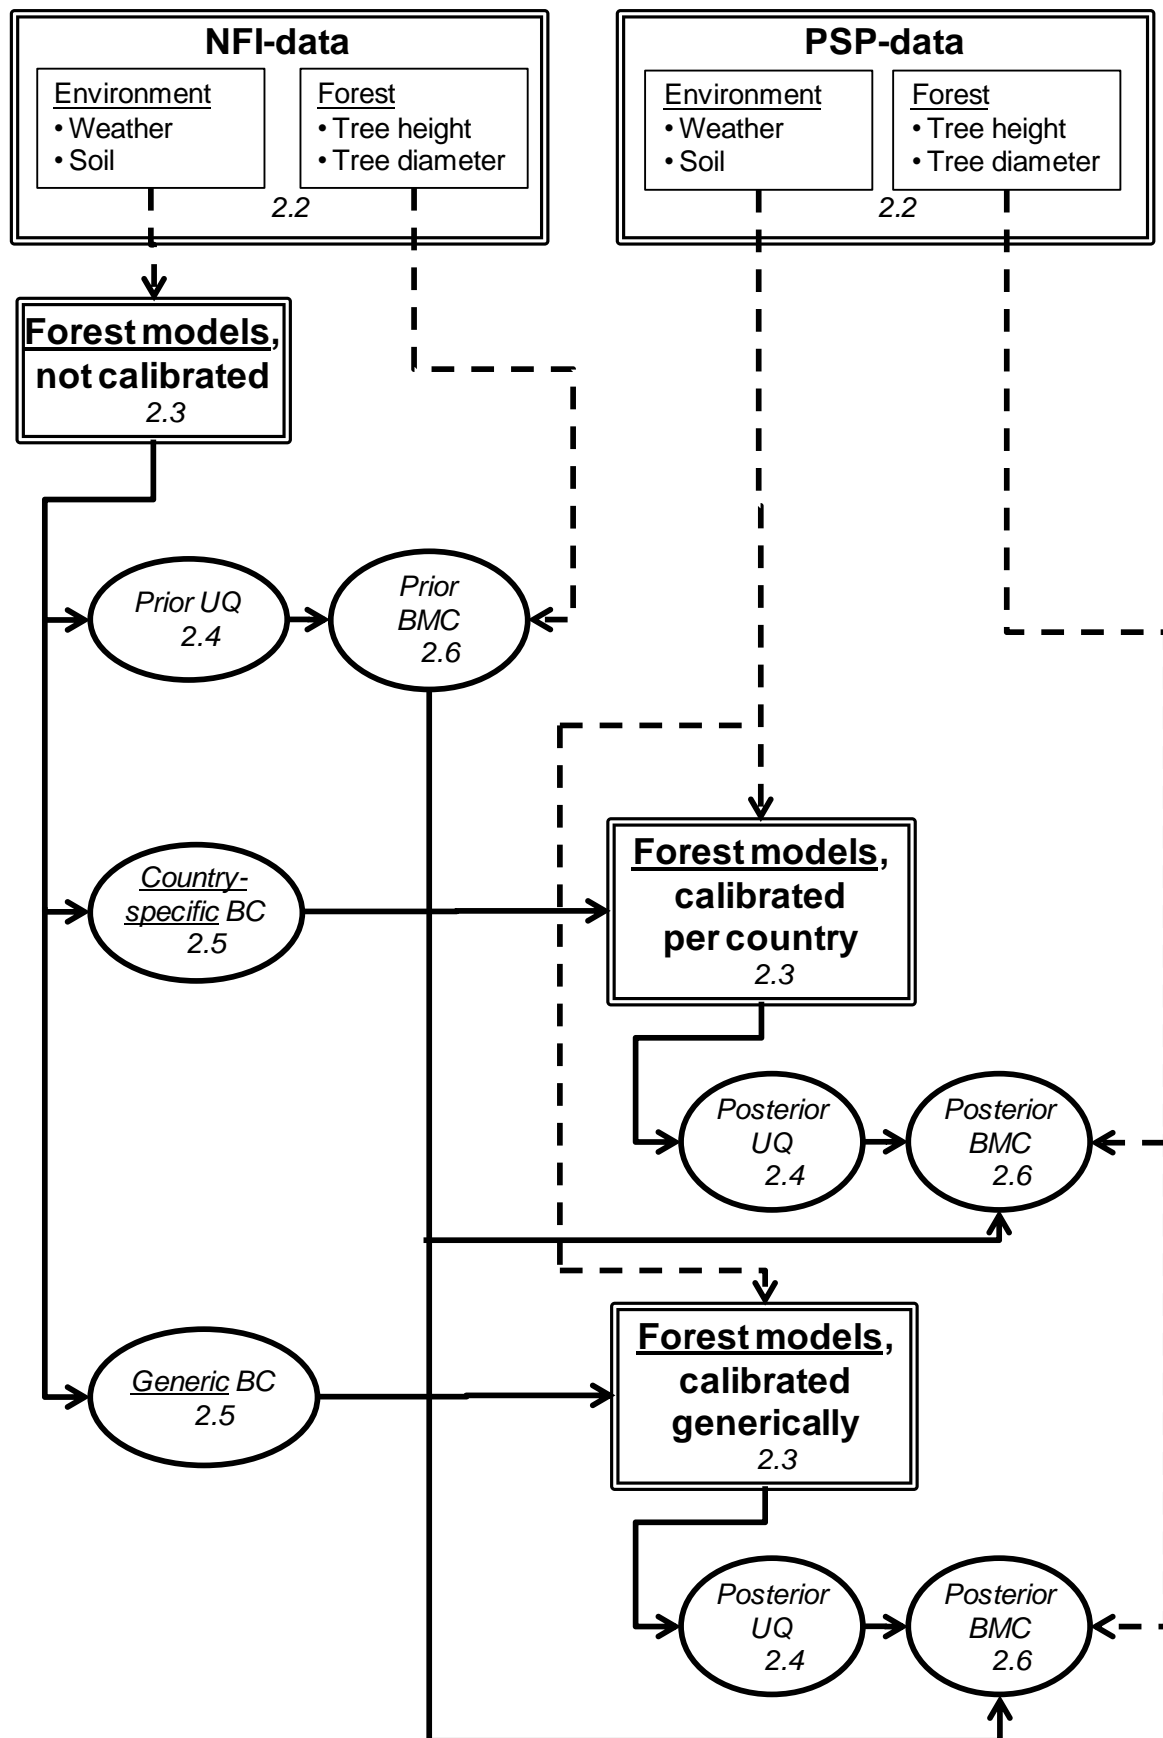 NFI-data
Environment
• Weather
• Soil
Forest
• Tree height
• Tree diameter
2.2
PSP-data
Environment
• Weather
• Soil
Forest
• Tree height
• Tree diameter
2.2
Forest models,
not calibrated
2.3
Prior UQ
2.4
Prior
BMC
2.6
Country-
specific BC
2.5
Forest models,
calibrated
per country
2.3
Posterior
UQ
2.4
Posterior
BMC
2.6
Generic BC
2.5
Forest models,
calibrated
generically
2.3
Posterior
UQ
2.4
Posterior
BMC
2.6